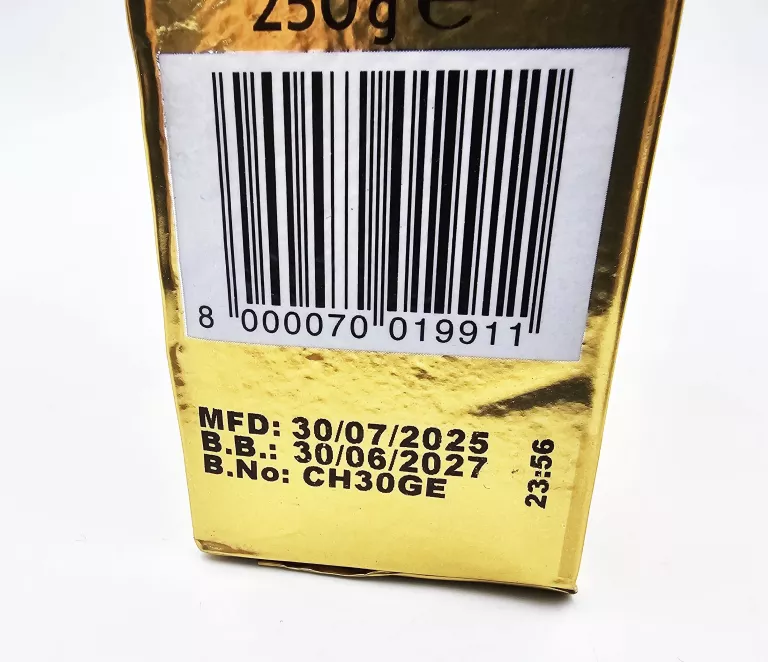 250g e
8 000070 019911
MFD: 30/07/2025
B.B.: 30/06/2027
B.No: CH30GE
23:56